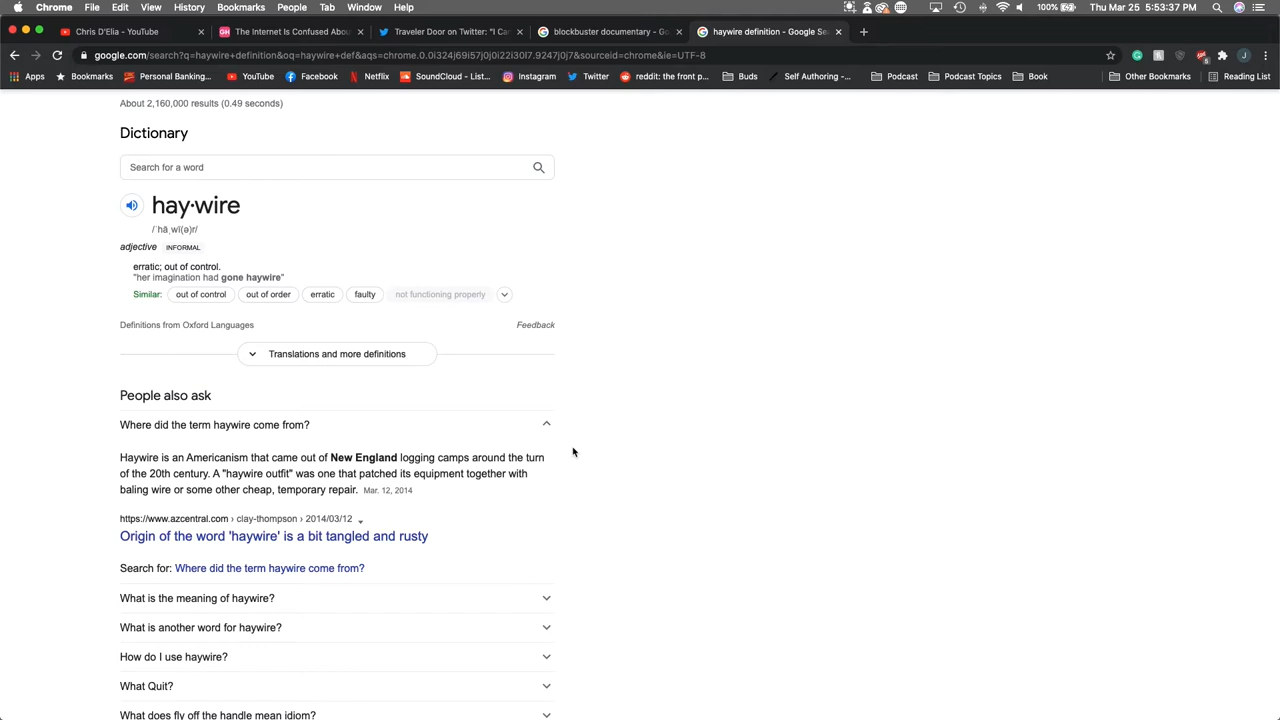 Chrome File Edit View History Bookmarks People Tab Window Help
100%
Thu Mar 25 5:53:39 PM
Chris D'Elia - YouTube
The Internet Is Confused About
Traveler Door on Twitter: "I Ca
blockbuster documentary - Go
haywire definition - Google Se
google.com/search?q=haywire+definition&oq=haywire+def&aqs=chrome.0.0i324j69i57j0j0i22i30l7.9247j0j7&sourceid=chrome&ie=UTF-8
Apps Bookmarks Personal Banking... YouTube Facebook Netflix SoundCloud - List... Instagram Twitter reddit: the front p... Buds Self Authoring -... Podcast Podcast Topics Book Other Bookmarks Reading List
About 2,160,000 results (0.49 seconds)
Dictionary
Search for a word
hay·wire
/ˈhāˌwī(ə)r/
adjective INFORMAL
erratic; out of control.
"her imagination had gone haywire"
Similar: out of control out of order erratic faulty not functioning properly
Definitions from Oxford Languages Feedback
Translations and more definitions
People also ask
Where did the term haywire come from?
Haywire is an Americanism that came out of New England logging camps around the turn
of the 20th century. A "haywire outfit" was one that patched its equipment together with
baling wire or some other cheap, temporary repair. Mar. 12, 2014
https://www.azcentral.com › clay-thompson › 2014/03/12
Origin of the word 'haywire' is a bit tangled and rusty
Search for: Where did the term haywire come from?
What is the meaning of haywire?
What is another word for haywire?
How do I use haywire?
What Quit?
What does fly off the handle mean idiom?